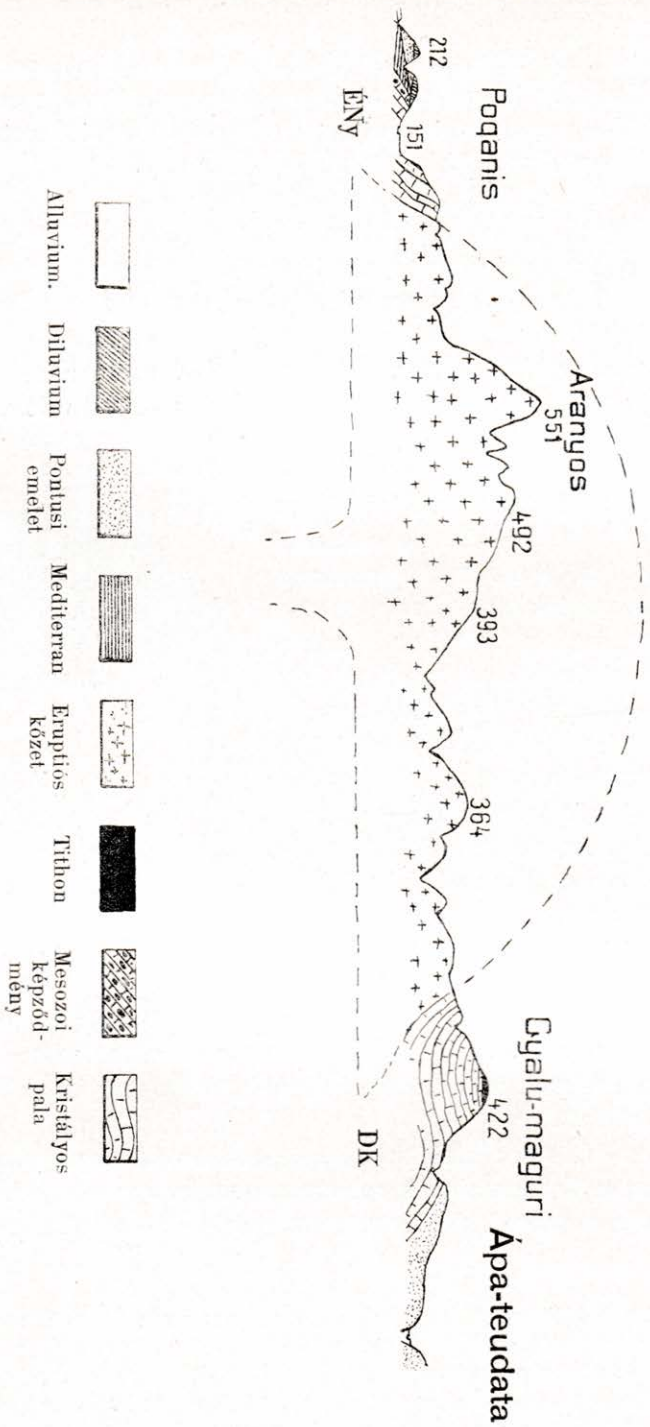 Poganis
Aranyos
Gyalu-maguri
Ápa-teudata
212
151
551
492
393
364
422
ÉNy
DK
Alluvium.
Diluvium
Pontusi
emelet
Mediterran
Eruptiós
kőzet
Tithon
Mesozoi
képződ-
mény
Kristályos
pala